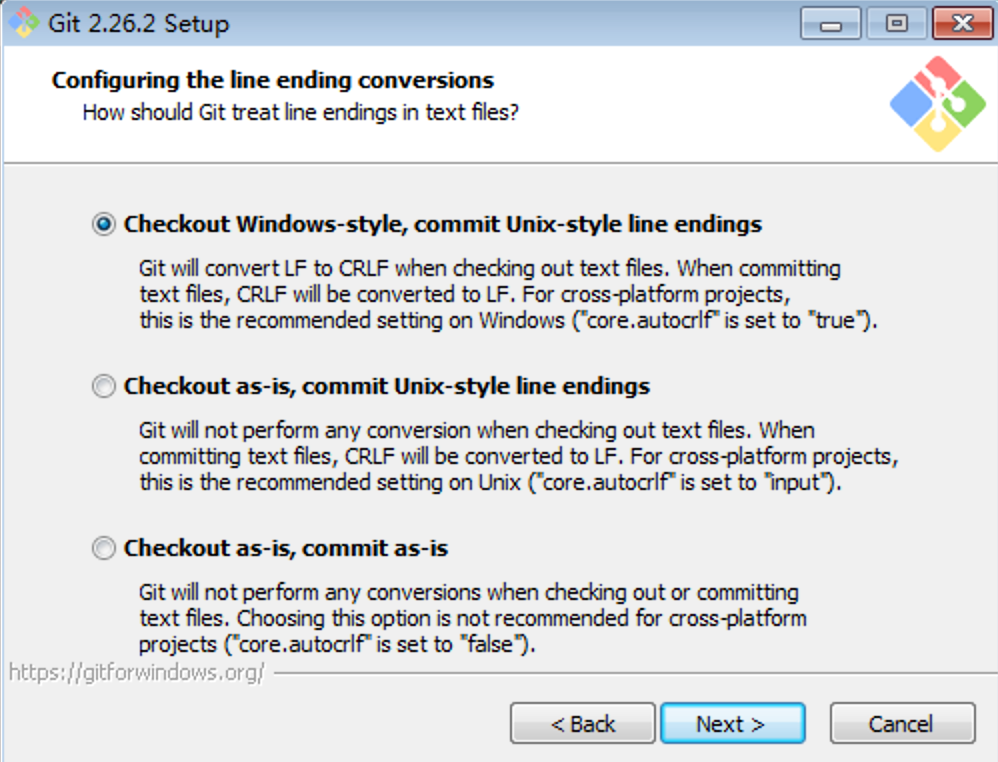 Git 2.26.2 Setup
Configuring the line ending conversions
How should Git treat line endings in text files?
Checkout Windows-style, commit Unix-style line endings
Git will convert LF to CRLF when checking out text files. When committing
text files, CRLF will be converted to LF. For cross-platform projects,
this is the recommended setting on Windows ("core.autocrlf" is set to "true").
Checkout as-is, commit Unix-style line endings
Git will not perform any conversion when checking out text files. When
committing text files, CRLF will be converted to LF. For cross-platform projects,
this is the recommended setting on Unix ("core.autocrlf" is set to "input").
Checkout as-is, commit as-is
Git will not perform any conversions when checking out or committing
text files. Choosing this option is not recommended for cross-platform
projects ("core.autocrlf" is set to "false").
https://gitforwindows.org/
< Back Next > Cancel